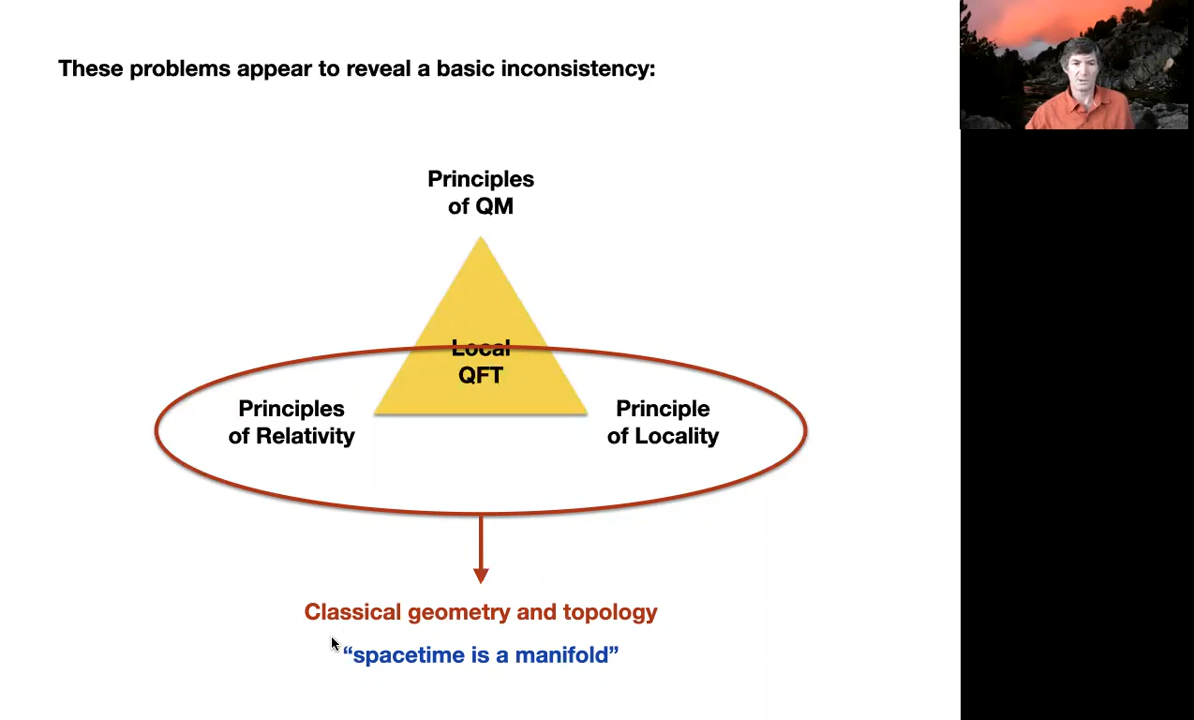 These problems appear to reveal a basic inconsistency:
Principles
of QM
Local
QFT
Principles
of Relativity
Principle
of Locality
Classical geometry and topology
“spacetime is a manifold”